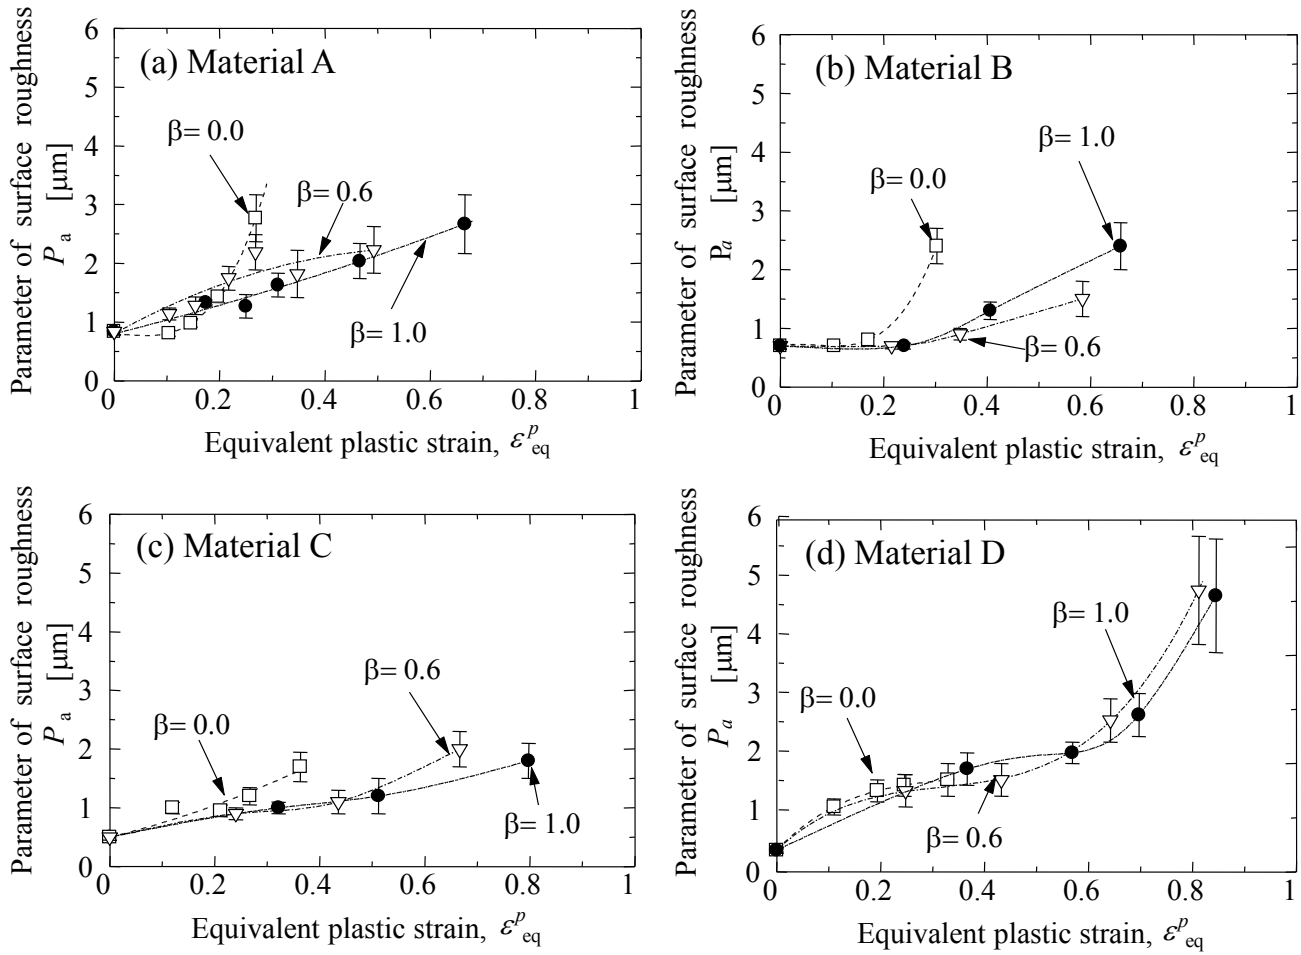 Parameter of surface roughness
P a [μm]
6
5
4
3
2
1
0
(a) Material A
β= 0.0
β= 0.6
β= 1.0
0 0.2 0.4 0.6 0.8 1
Equivalent plastic strain, ε p eq
Parameter of surface roughness
P a [μm]
6
5
4
3
2
1
0
(b) Material B
β= 1.0
β= 0.0
β= 0.6
0 0.2 0.4 0.6 0.8 1
Equivalent plastic strain, ε p eq
Parameter of surface roughness
P a [μm]
6
5
4
3
2
1
0
(c) Material C
β= 0.6
β= 0.0
β= 1.0
0 0.2 0.4 0.6 0.8 1
Equivalent plastic strain, ε p eq
Parameter of surface roughness
P a [μm]
6
5
4
3
2
1
0
(d) Material D
β= 1.0
β= 0.0
β= 0.6
0 0.2 0.4 0.6 0.8 1
Equivalent plastic strain, ε p eq